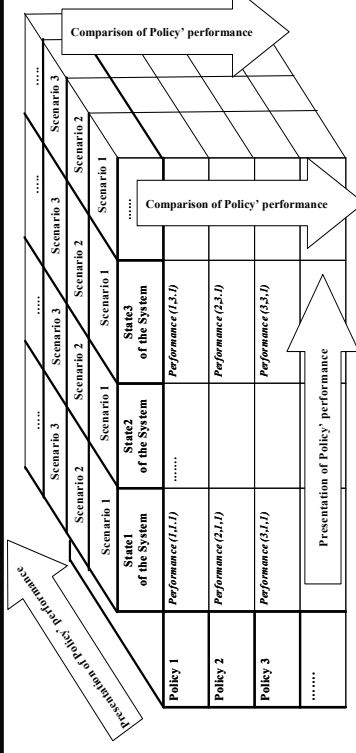 Comparison of Policy' performance
Presentation of Policy' performance
.....
.....
.....
.....
Scenario 3
Scenario 3
Scenario 3
Scenario 3
Scenario 2
Scenario 2
Scenario 2
Scenario 2
Scenario 1
Scenario 1
Scenario 1
Scenario 1
State1
of the System
State2
of the System
State3
of the System
......
Policy 1
Performance (1,1,1)
.......
Performance (1,3,1)
Policy 2
Performance (2,1,1)
Performance (2,3,1)
Policy 3
Performance (3,1,1)
Performance (3,3,1)
........
Comparison of Policy' performance
Presentation of Policy' performance